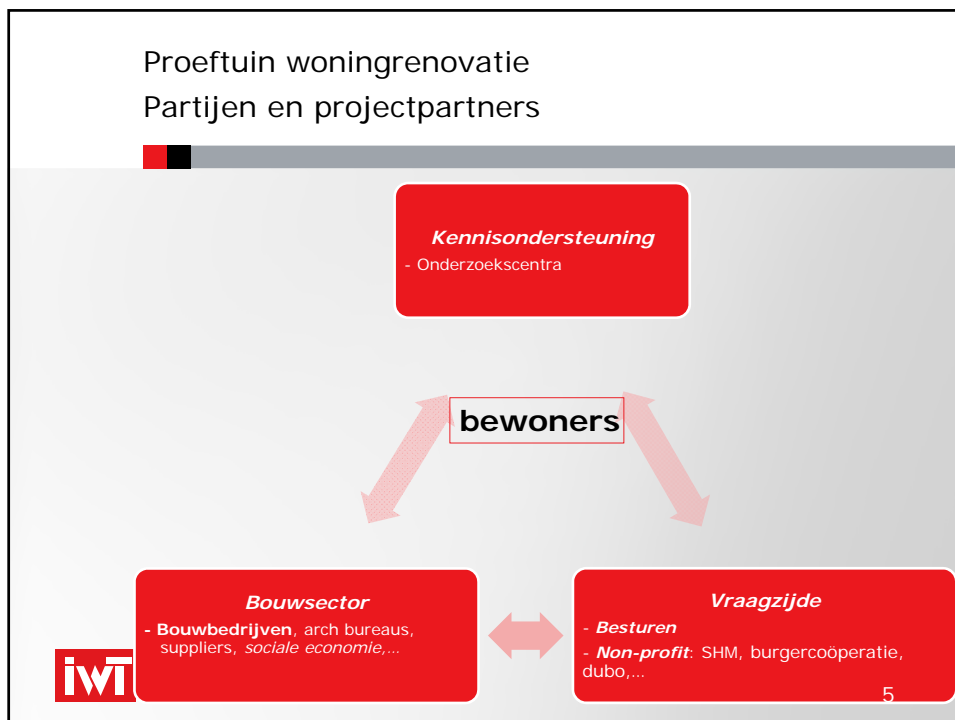 Proeftuin woningrenovatie
Partijen en projectpartners
Kennisondersteuning
- Onderzoekscentra
bewoners
Bouwsector
- Bouwbedrijven, arch bureaus,
suppliers, sociale economie,...
Vraagzijde
- Besturen
- Non-profit: SHM, burgercoöperatie,
dubo,...
iwT
5